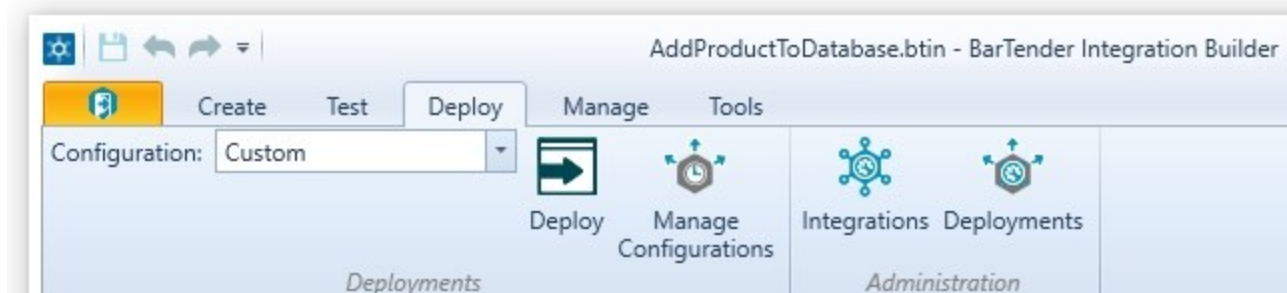 AddProductToDatabase.btin - BarTender Integration Builder
Create Test Deploy Manage Tools
Configuration: Custom
Deploy Manage Configurations Integrations Deployments
Deployments Administration